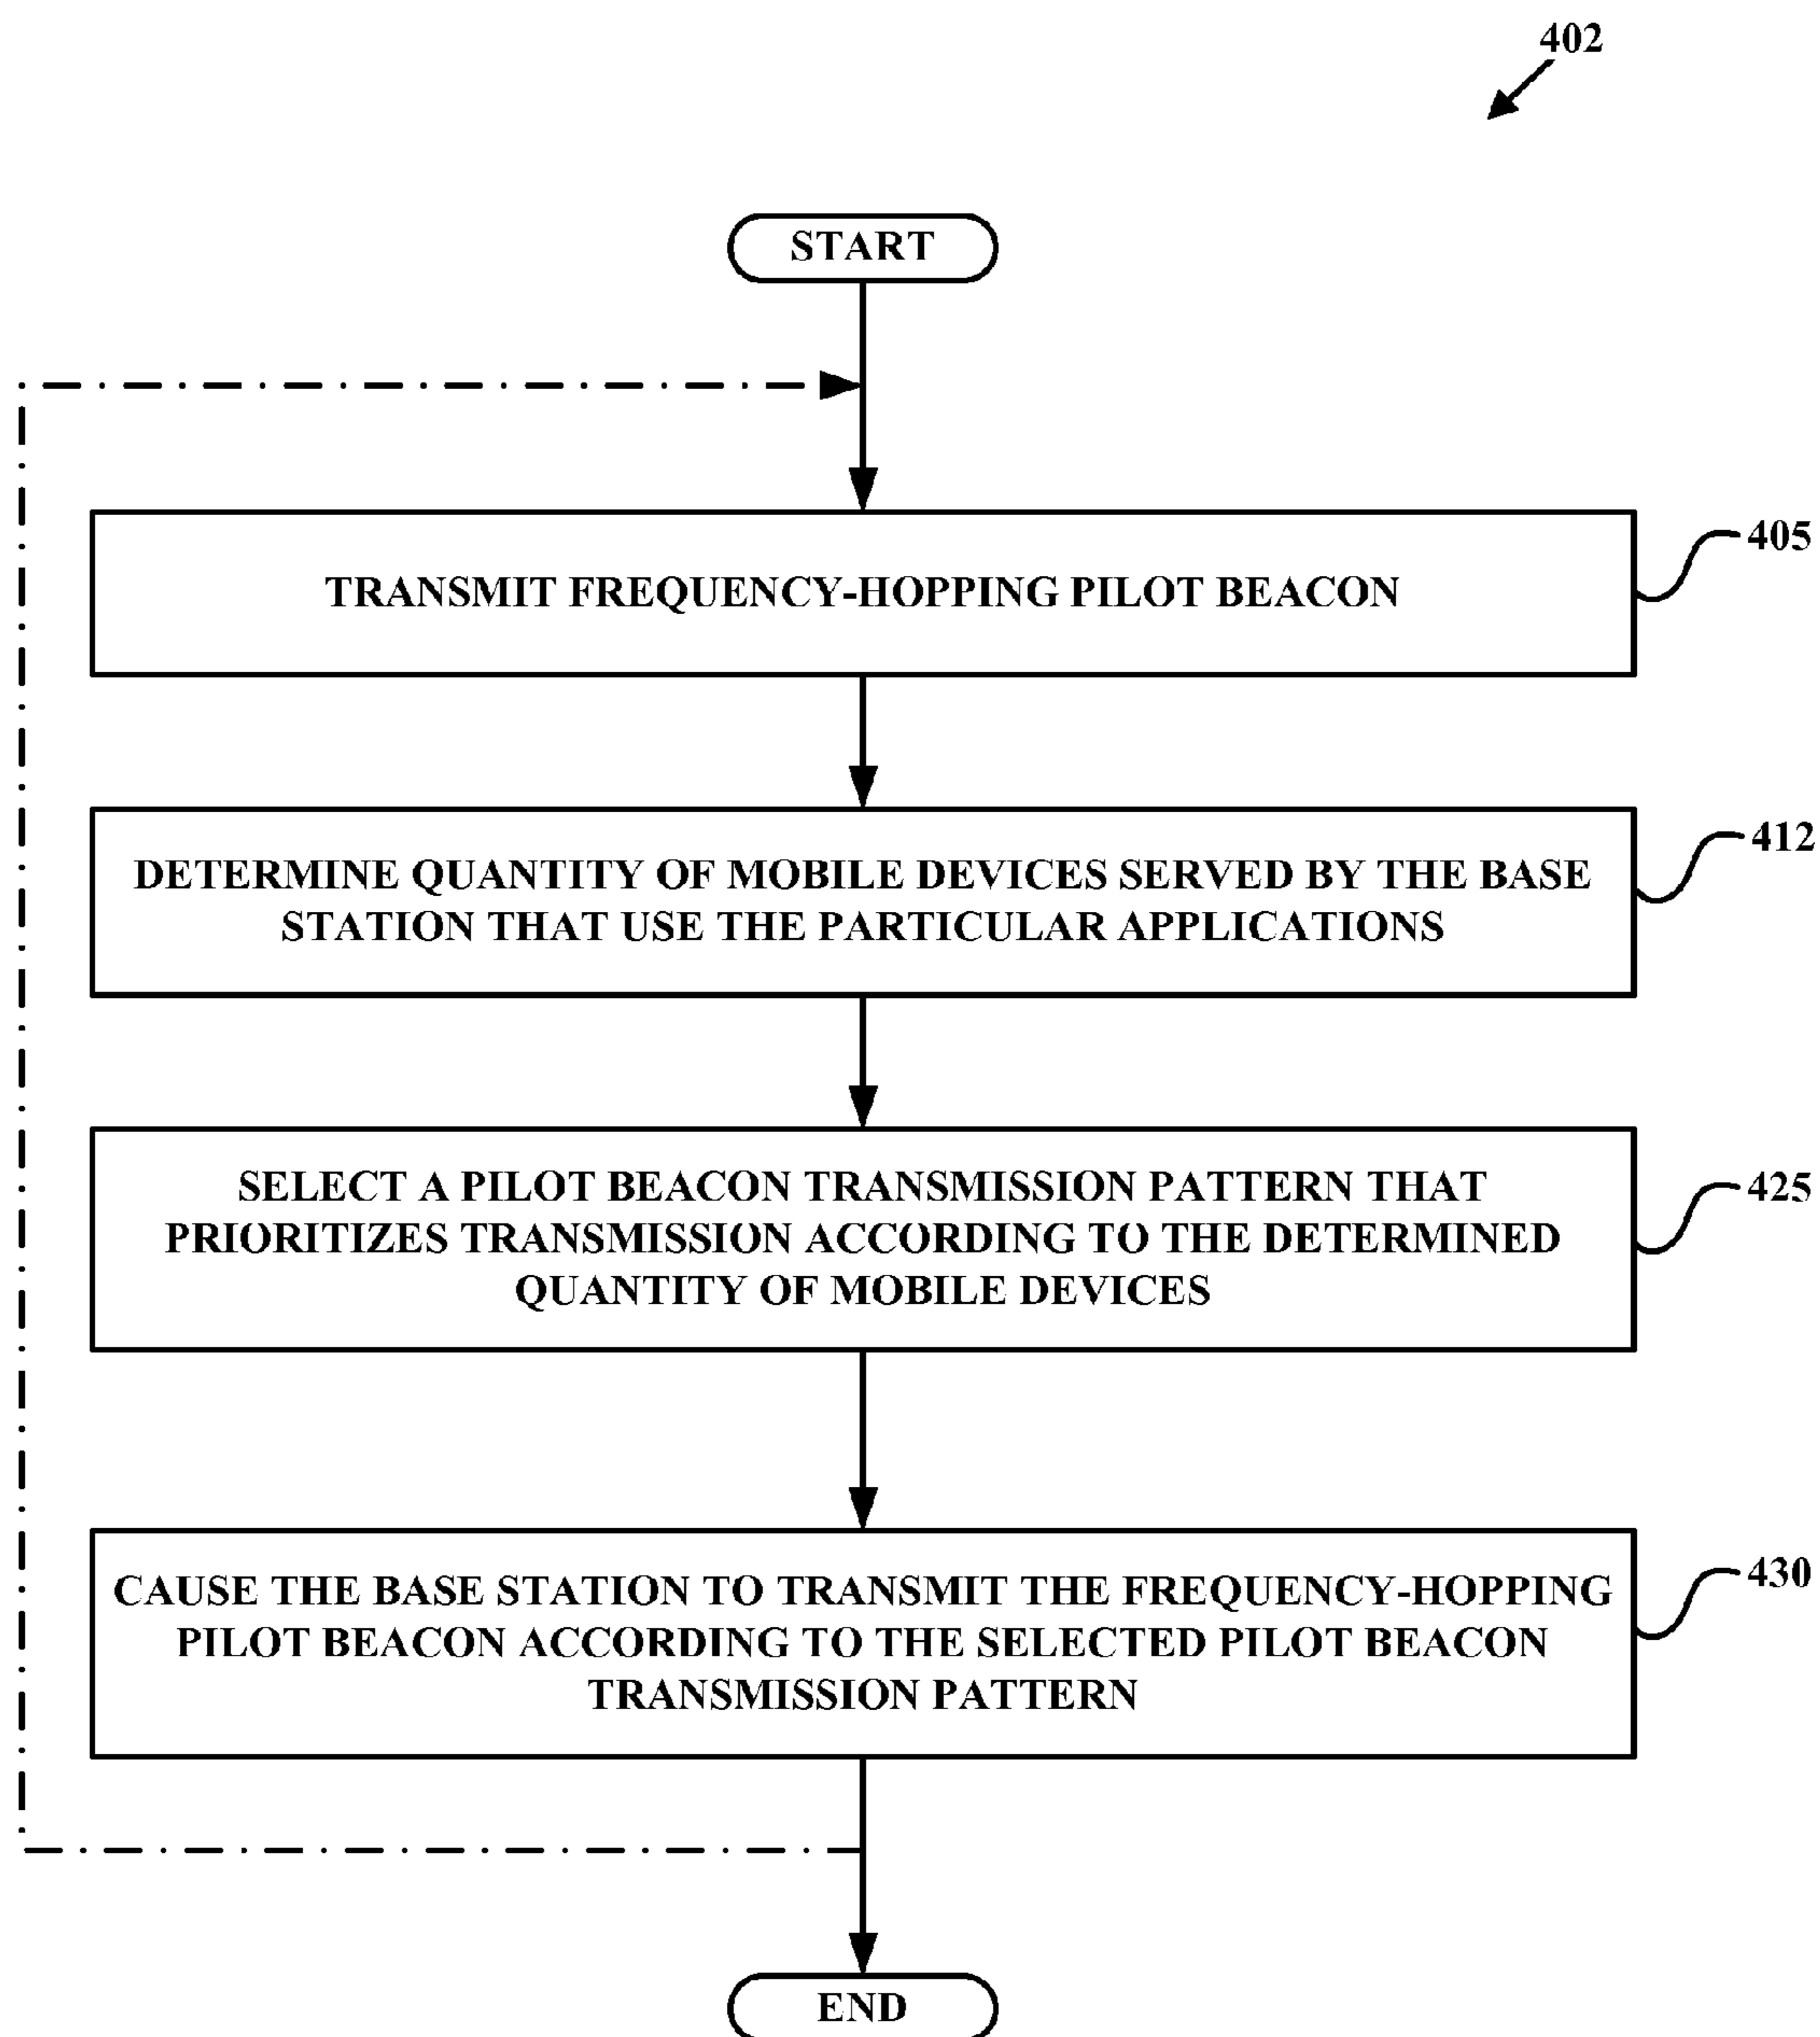 402
START
TRANSMIT FREQUENCY-HOPPING PILOT BEACON
405
DETERMINE QUANTITY OF MOBILE DEVICES SERVED BY THE BASE
STATION THAT USE THE PARTICULAR APPLICATIONS
412
SELECT A PILOT BEACON TRANSMISSION PATTERN THAT
PRIORITIZES TRANSMISSION ACCORDING TO THE DETERMINED
QUANTITY OF MOBILE DEVICES
425
CAUSE THE BASE STATION TO TRANSMIT THE FREQUENCY-HOPPING
PILOT BEACON ACCORDING TO THE SELECTED PILOT BEACON
TRANSMISSION PATTERN
430
END